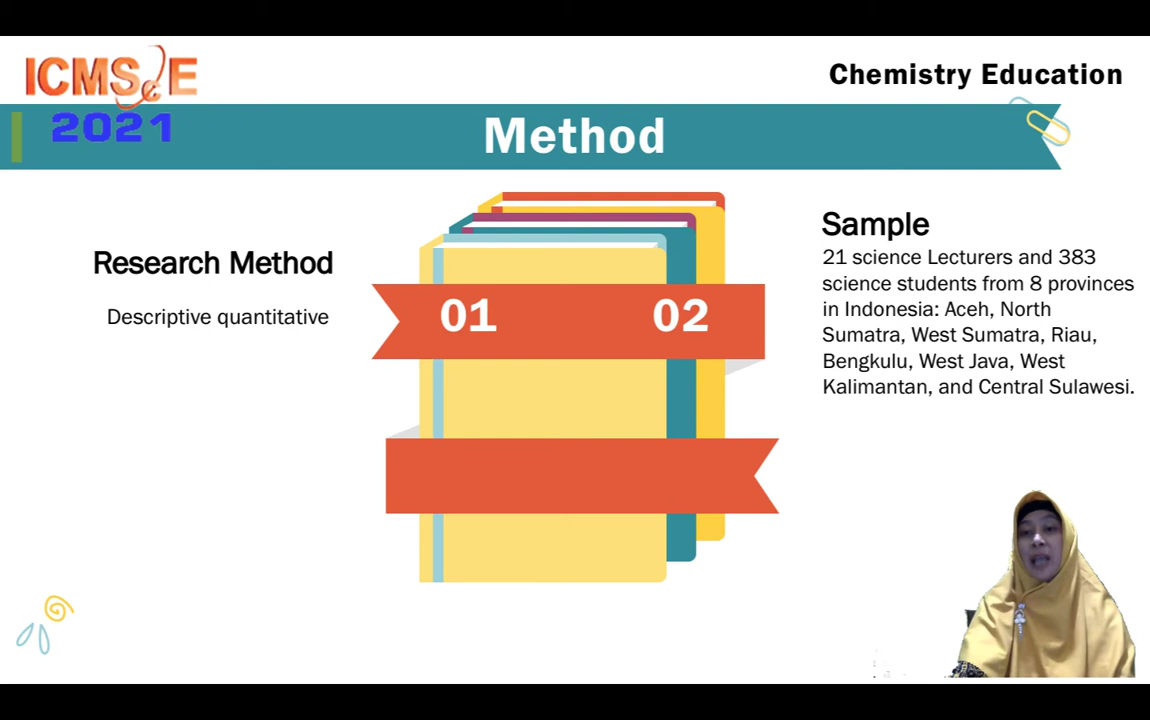 ICMScE
2021
Chemistry Education
Method
Research Method
Descriptive quantitative
01
02
Sample
21 science Lecturers and 383
science students from 8 provinces
in Indonesia: Aceh, North
Sumatra, West Sumatra, Riau,
Bengkulu, West Java, West
Kalimantan, and Central Sulawesi.